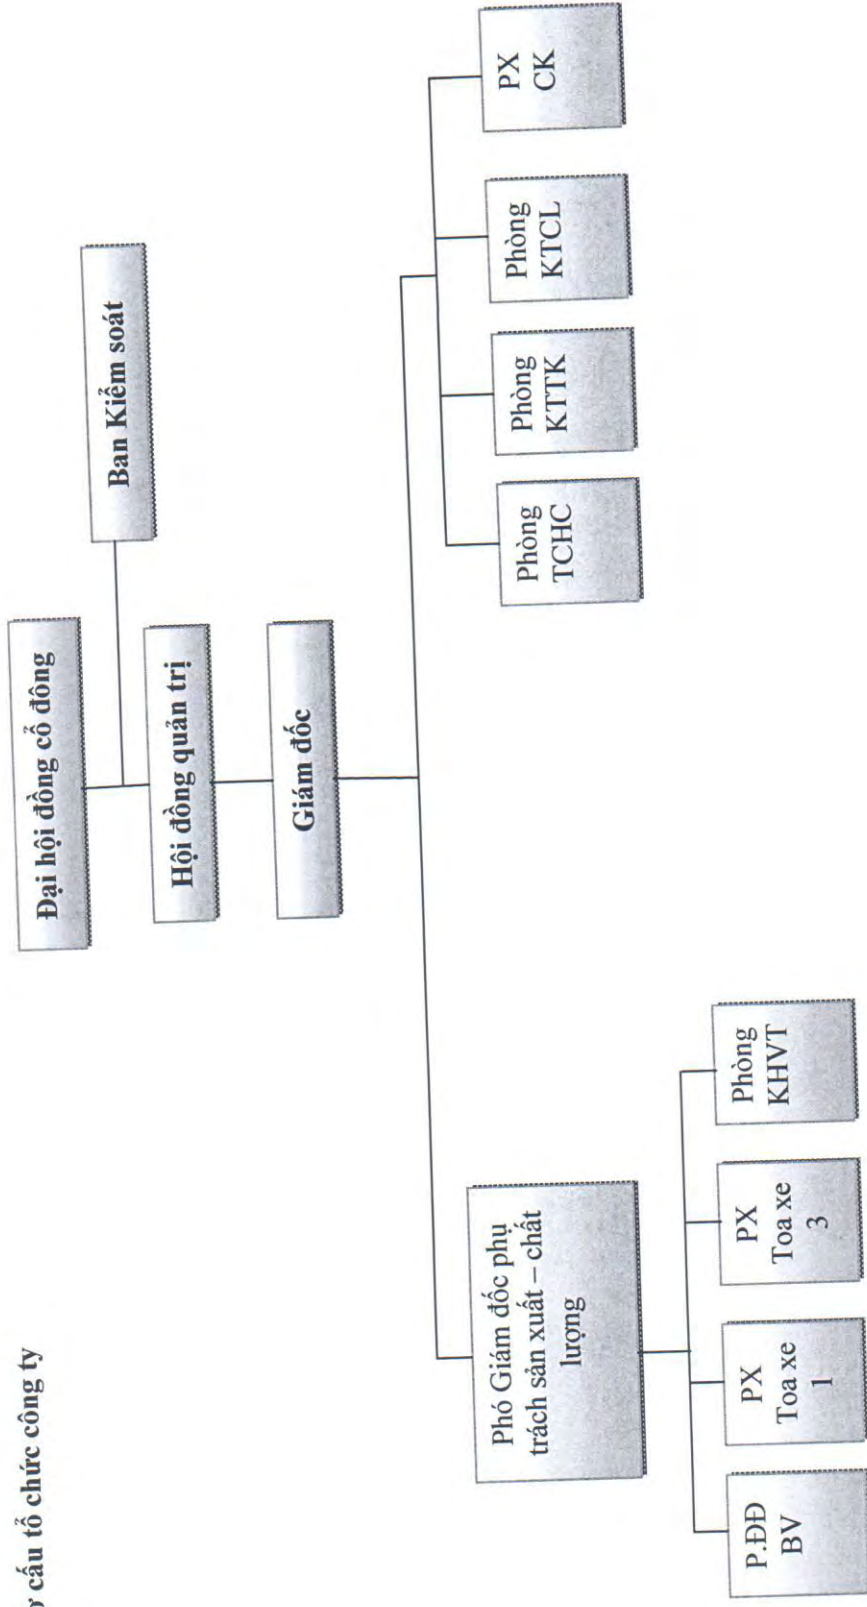 cấu tổ chức công ty
Đại hội đồng cổ đông
Ban Kiểm soát
Hội đồng quản trị
Giám đốc
Phó Giám đốc phụ
trách sản xuất – chất
lượng
Phòng
TCHC
Phòng
KTTK
Phòng
KTCL
PX
CK
P.ĐĐ
BV
PX
Toa xe
1
PX
Toa xe
3
Phòng
KHVT